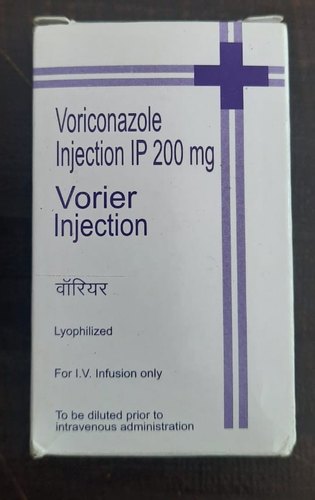 Voriconazole
Injection IP 200 mg
Vorier
Injection
वॉरियर
Lyophilized
For I.V. Infusion only
To be diluted prior to
intravenous administration